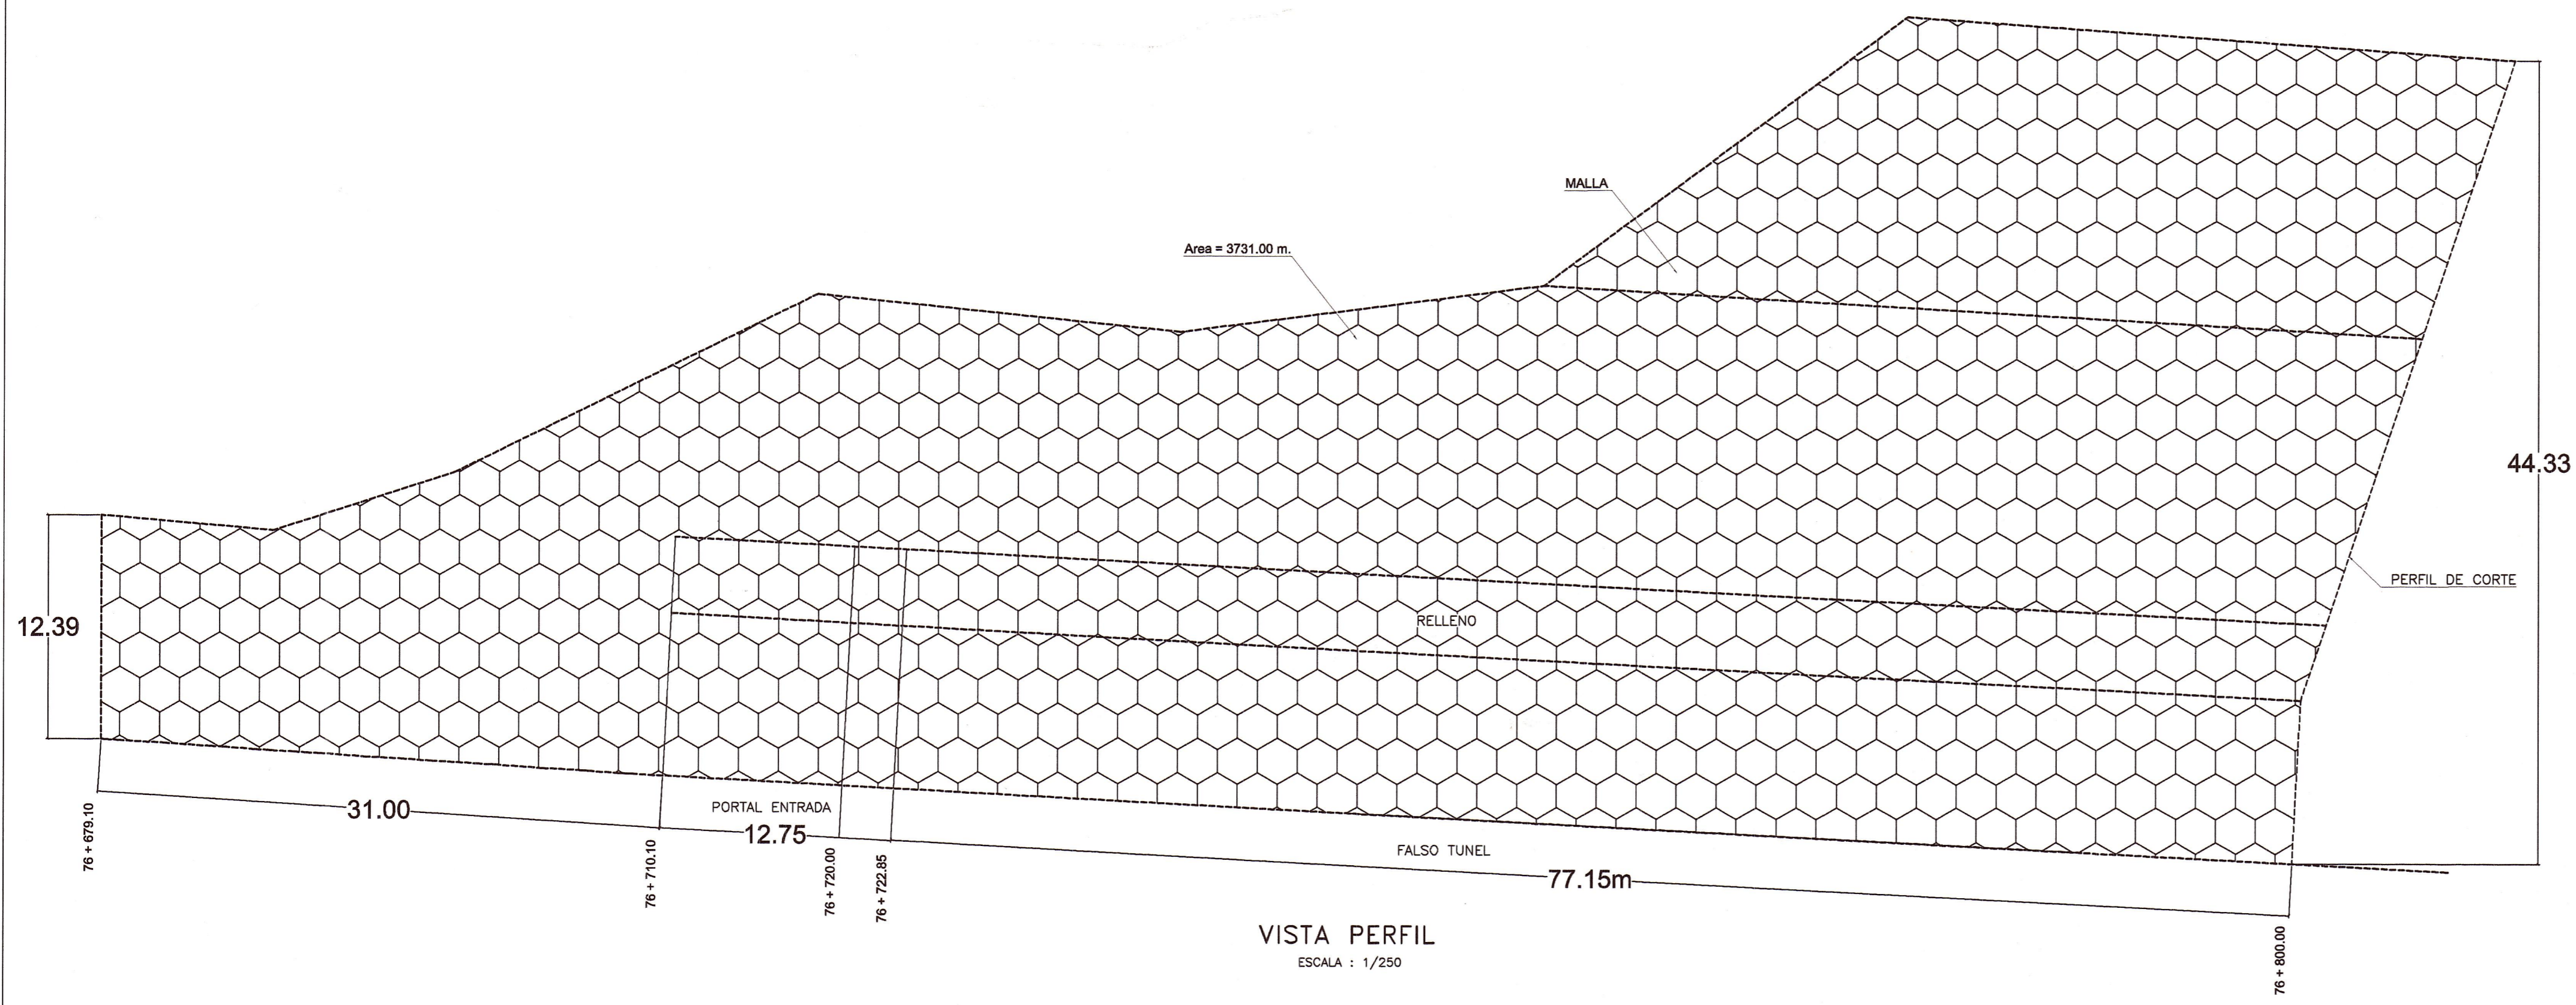 MALLA
Area = 3731.00 m.
44.33
PERFIL DE CORTE
12.39
RELLENO
31.00
PORTAL ENTRADA
12.75
FALSO TUNEL
77.15m
76 + 679.10
76 + 710.10
76 + 720.00
76 + 722.85
76 + 800.00
VISTA PERFIL
ESCALA : 1/250